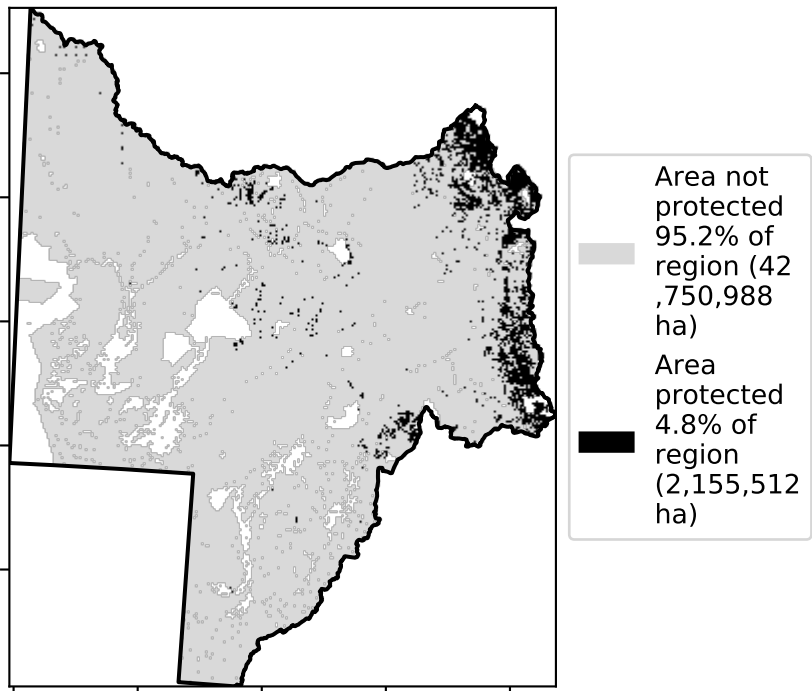 Area not
protected
95.2% of
region (42
,750,988
ha)
Area
protected
4.8% of
region
(2,155,512
ha)